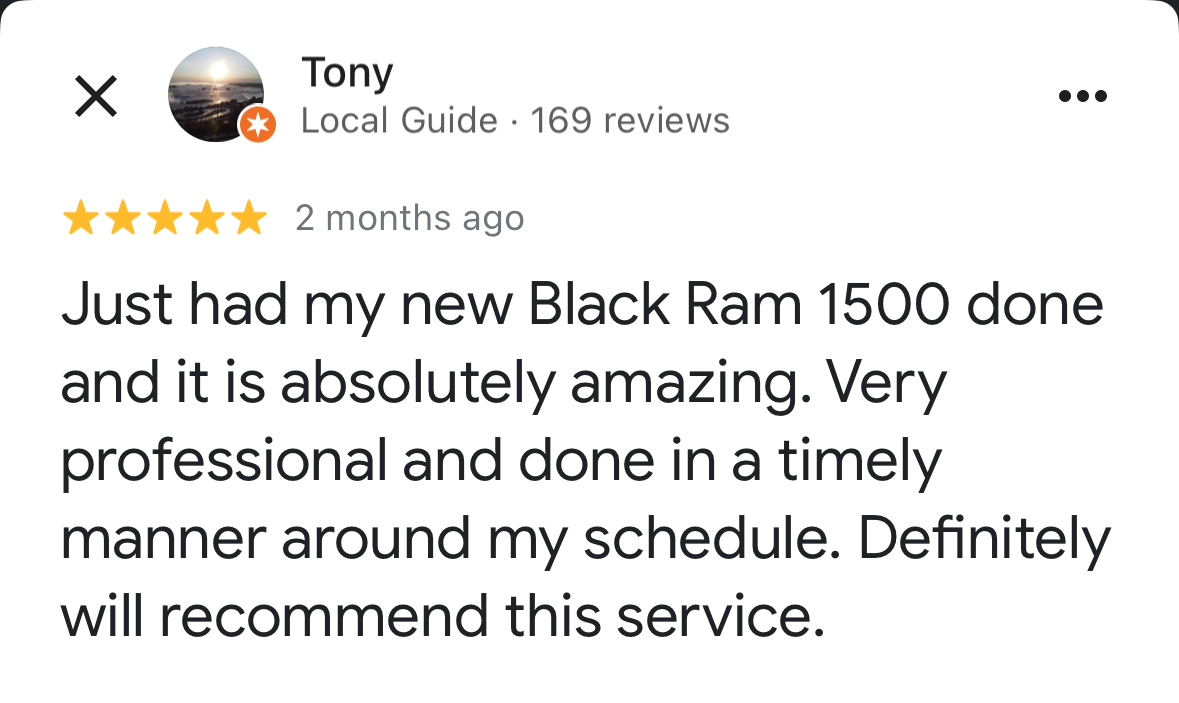 Tony
Local Guide · 169 reviews
2 months ago
Just had my new Black Ram 1500 done
and it is absolutely amazing. Very
professional and done in a timely
manner around my schedule. Definitely
will recommend this service.